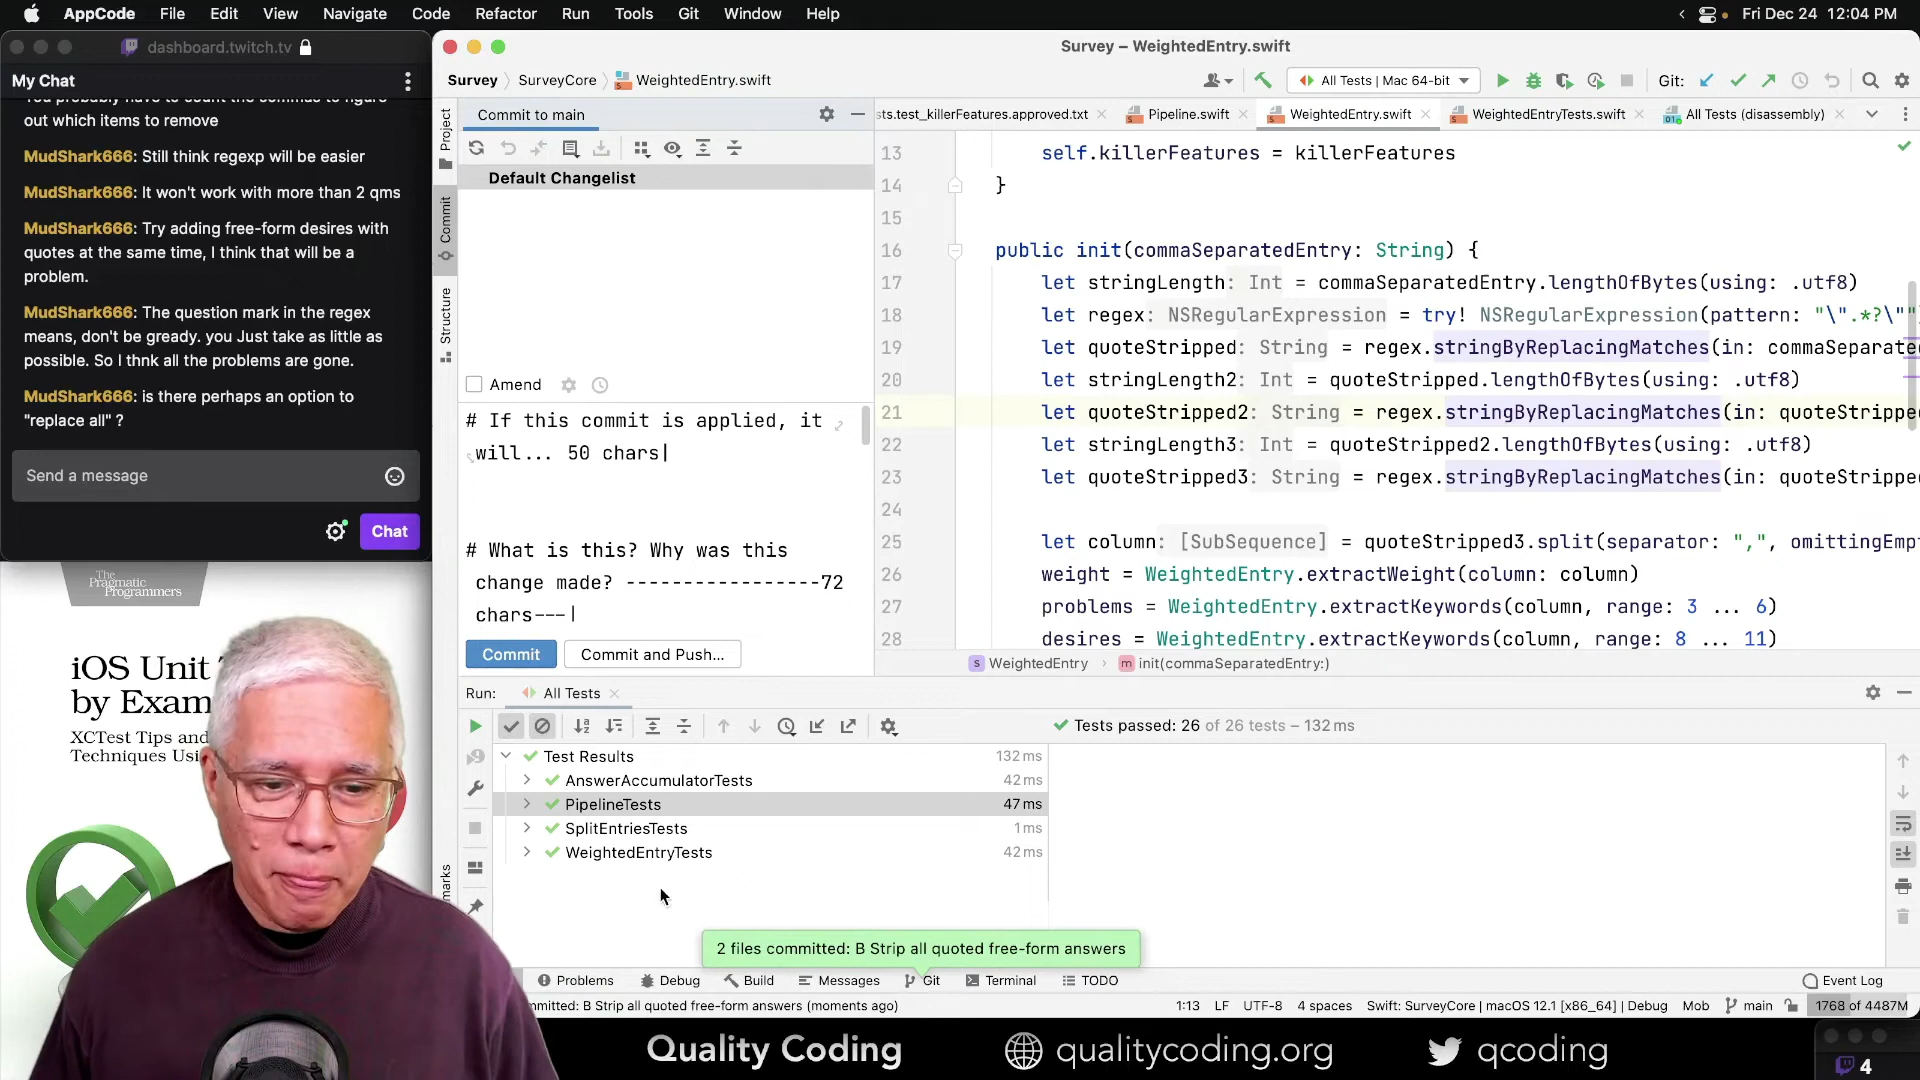 AppCode File Edit View Navigate Code Refactor Run Tools Git Window Help
Fri Dec 24 12:04 PM
dashboard.twitch.tv
My Chat
out which items to remove
MudShark666: Still think regexp will be easier
MudShark666: It won't work with more than 2 qms
MudShark666: Try adding free-form desires with
quotes at the same time, I think that will be a
problem.
MudShark666: The question mark in the regex
means, don't be gready. you Just take as little as
possible. So I thnk all the problems are gone.
MudShark666: is there perhaps an option to
"replace all" ?
Send a message
Chat
The
Pragmatic
Programmers
iOS Unit
by Exam
XCTest Tips and
Techniques Usi
Survey – WeightedEntry.swift
Survey SurveyCore WeightedEntry.swift
All Tests | Mac 64-bit
Git:
Project
Commit
Structure
marks
Commit to main
Default Changelist
Amend
# If this commit is applied, it
will... 50 chars|
# What is this? Why was this
change made? -----------------72
chars---|
Commit
Commit and Push...
sts.test_killerFeatures.approved.txt Pipeline.swift WeightedEntry.swift WeightedEntryTests.swift All Tests (disassembly)
13 self.killerFeatures = killerFeatures
14 }
15
16 public init(commaSeparatedEntry: String) {
17 let stringLength: Int = commaSeparatedEntry.lengthOfBytes(using: .utf8)
18 let regex: NSRegularExpression = try! NSRegularExpression(pattern: "\".*?\""
19 let quoteStripped: String = regex.stringByReplacingMatches(in: commaSeparate
20 let stringLength2: Int = quoteStripped.lengthOfBytes(using: .utf8)
21 let quoteStripped2: String = regex.stringByReplacingMatches(in: quoteStripped
22 let stringLength3: Int = quoteStripped2.lengthOfBytes(using: .utf8)
23 let quoteStripped3: String = regex.stringByReplacingMatches(in: quoteStripped
24
25 let column: [SubSequence] = quoteStripped3.split(separator: ",", omittingEmpt
26 weight = WeightedEntry.extractWeight(column: column)
27 problems = WeightedEntry.extractKeywords(column, range: 3 ... 6)
28 desires = WeightedEntry.extractKeywords(column, range: 8 ... 11)
WeightedEntry init(commaSeparatedEntry:)
Run: All Tests
Tests passed: 26 of 26 tests – 132 ms
Test Results 132 ms
AnswerAccumulatorTests 42 ms
PipelineTests 47 ms
SplitEntriesTests 1 ms
WeightedEntryTests 42 ms
2 files committed: B Strip all quoted free-form answers
Problems Debug Build Messages Git Terminal TODO Event Log
mmitted: B Strip all quoted free-form answers (moments ago)
1:13 LF UTF-8 4 spaces Swift: SurveyCore | macOS 12.1 [x86_64] | Debug Mob main 1768 of 4487M
Quality Coding qualitycoding.org qcoding
4